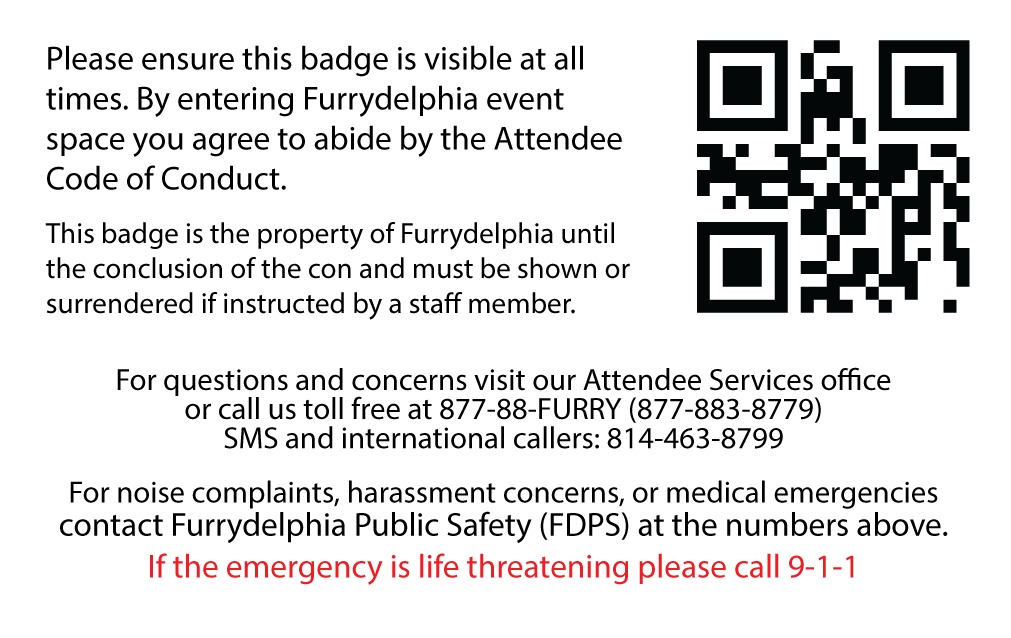 Please ensure this badge is visible at all
times. By entering Furrydelphia event
space you agree to abide by the Attendee
Code of Conduct.
This badge is the property of Furrydelphia until
the conclusion of the con and must be shown or
surrendered if instructed by a staff member.
For questions and concerns visit our Attendee Services office
or call us toll free at 877-88-FURRY (877-883-8779)
SMS and international callers: 814-463-8799
For noise complaints, harassment concerns, or medical emergencies
contact Furrydelphia Public Safety (FDPS) at the numbers above.
If the emergency is life threatening please call 9-1-1